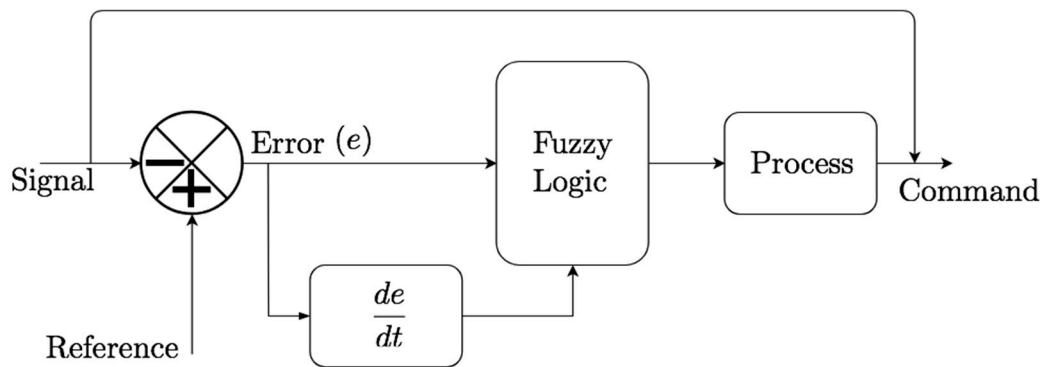 Signal
−
+
Reference
Error (e)
de
dt
Fuzzy
Logic
Process
Command